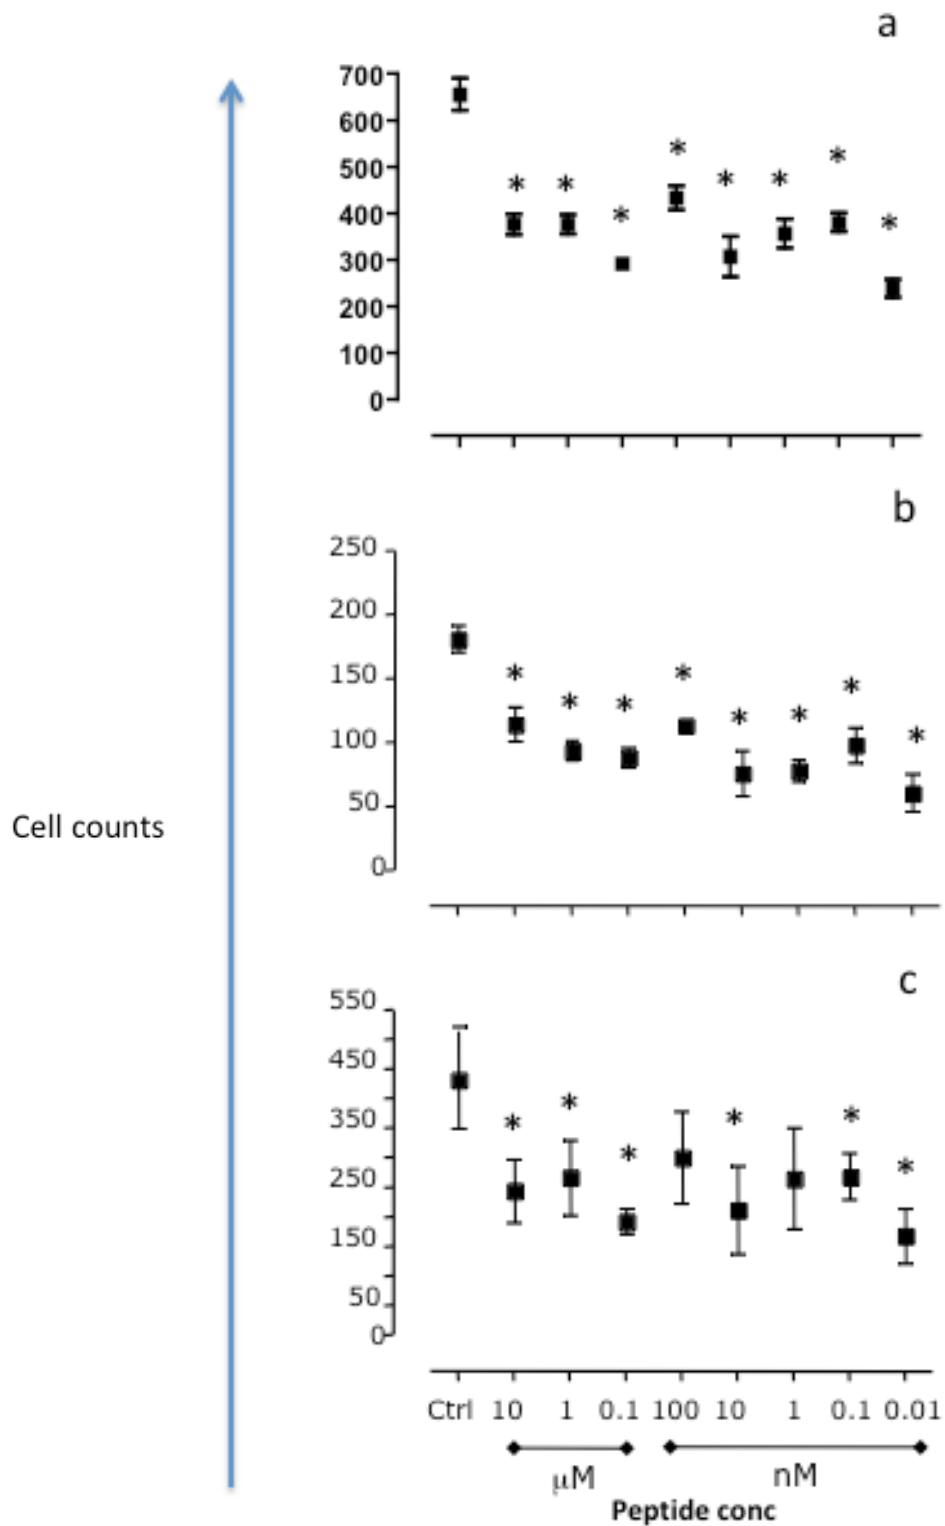 a
700
600
* * * * * * * *
500
400
300
200
100
0
b
250
200
* * * * * * * *
150
100
50
0
Cell counts
c
550
450
* * * * * *
350
250
150
50
0
Ctrl 10 1 0.1 100 10 1 0.1 0.01
μM nM
Peptide conc